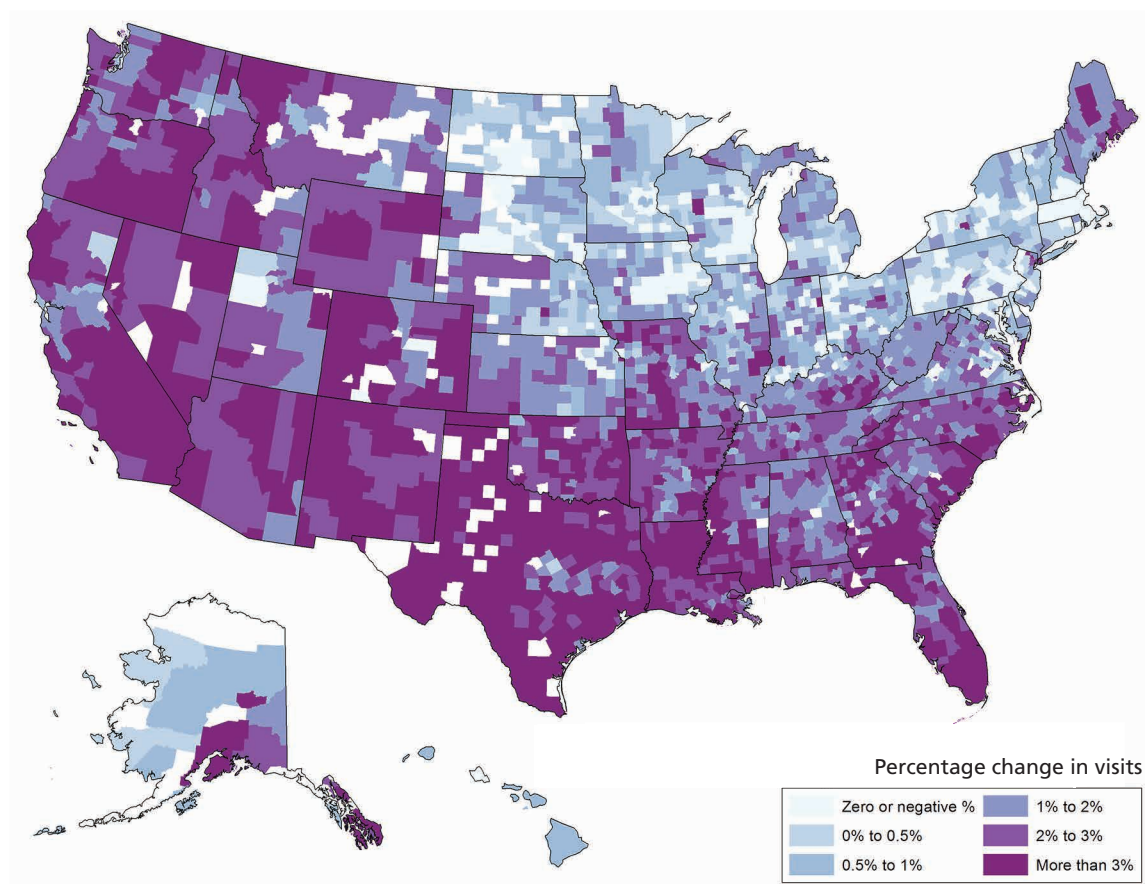 Percentage change in visits
Zero or negative %
1% to 2%
0% to 0.5%
2% to 3%
0.5% to 1%
More than 3%